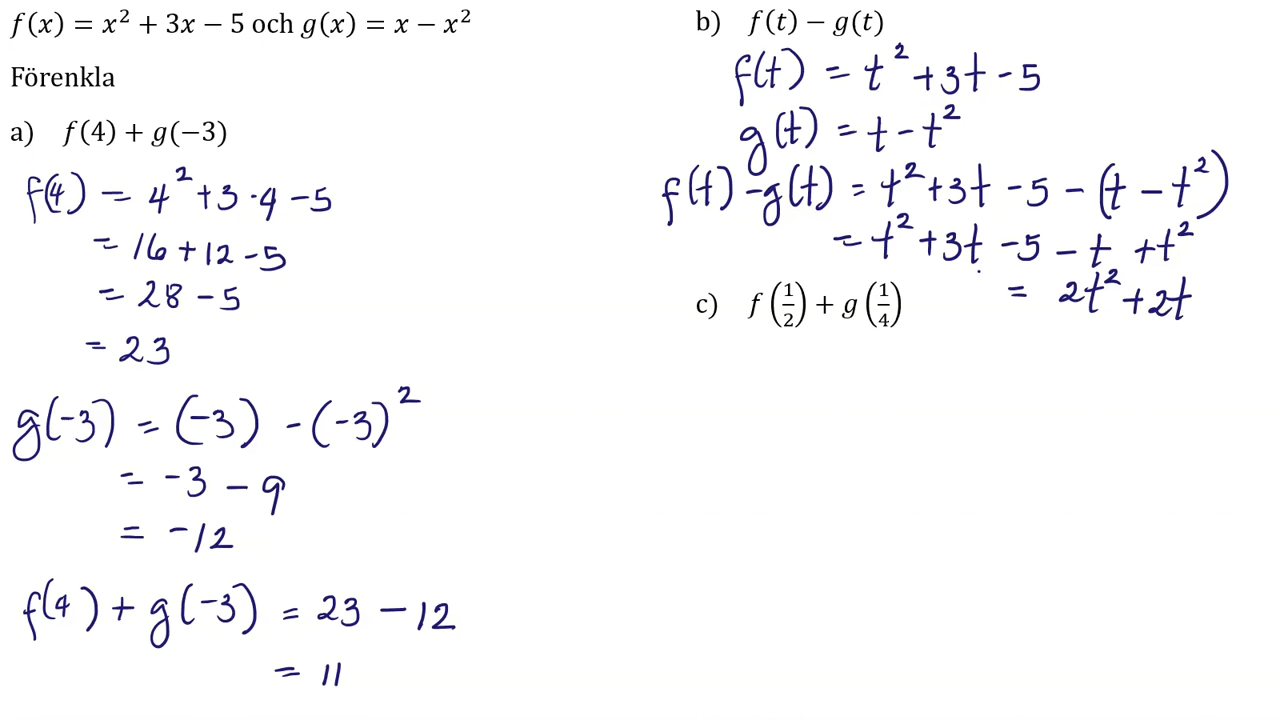 f(x) = x² + 3x − 5 och g(x) = x − x²
Förenkla
a) f(4) + g(−3)
f(4) = 4² + 3 · 4 − 5
= 16 + 12 − 5
= 28 − 5
= 23
g(−3) = (−3) − (−3)²
= −3 − 9
= −12
f(4) + g(−3) = 23 − 12
= 11
b) f(t) − g(t)
f(t) = t² + 3t − 5
g(t) = t − t²
f(t) − g(t) = t² + 3t − 5 − (t − t²)
= t² + 3t − 5 − t + t²
= 2t² + 2t
c) f(1/2) + g(1/4)